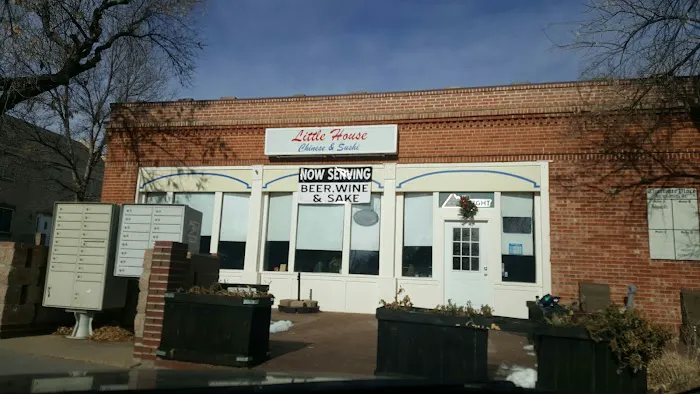 Little House
Chinese & Sushi
NOW SERVING
BEER, WINE
& SAKE